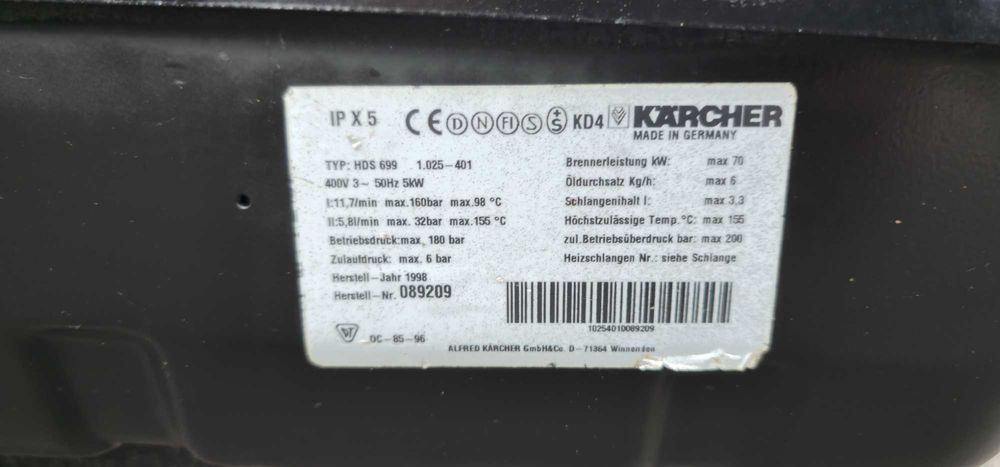 IP X 5 CE D N FI S +S KD4 KÄRCHER
MADE IN GERMANY
TYP: HDS 699 1.025-401
400V 3~ 50Hz 5kW
I:11,7/min max.160bar max.98 °C
II:5,8l/min max. 32bar max.155 °C
Betriebsdruck:max. 180 bar
Zulaufdruck: max. 6 bar
Herstell-Jahr 1998
Herstell-Nr. 089209
Brennerleistung kW: max 70
Öldurchsatz Kg/h: max 6
Schlangenihalt l: max 3,3
Höchstzulässige Temp.°C: max 155
zul.Betriebsüberdruck bar: max 200
Heizschlangen Nr.: siehe Schlange
10254010089209
DC-85-96
ALFRED KÄRCHER GmbH&Co. D-71364 Winnenden